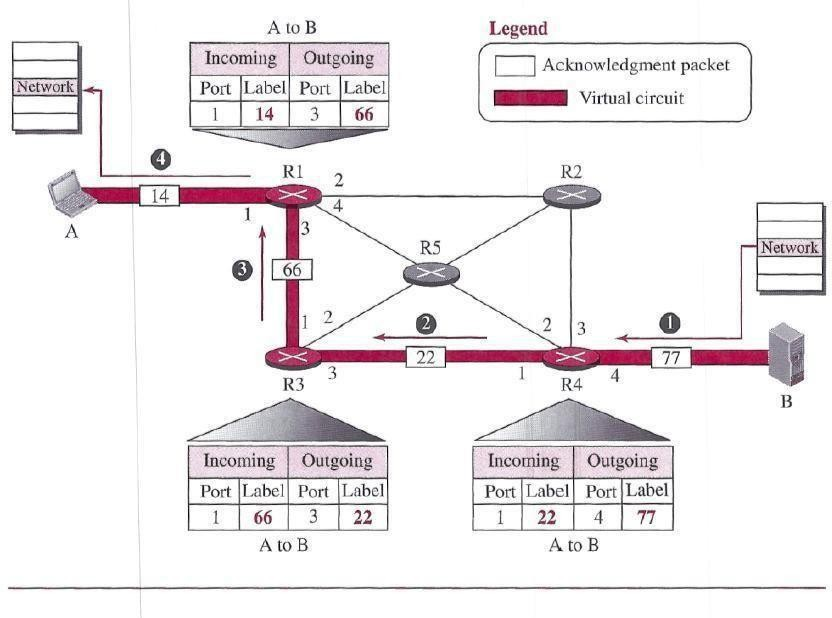 A to B
Legend
Incoming Outgoing
Acknowledgment packet
Network
Port Label Port Label
Virtual circuit
1 14 3 66
4
R1
2
R2
14
4
1
A
3
R5
Network
3
66
1
2
2
2
3
1
22
77
3
1
4
R3
R4
B
Incoming Outgoing
Port Label Port Label
1 66 3 22
A to B
Incoming Outgoing
Port Label Port Label
1 22 4 77
A to B